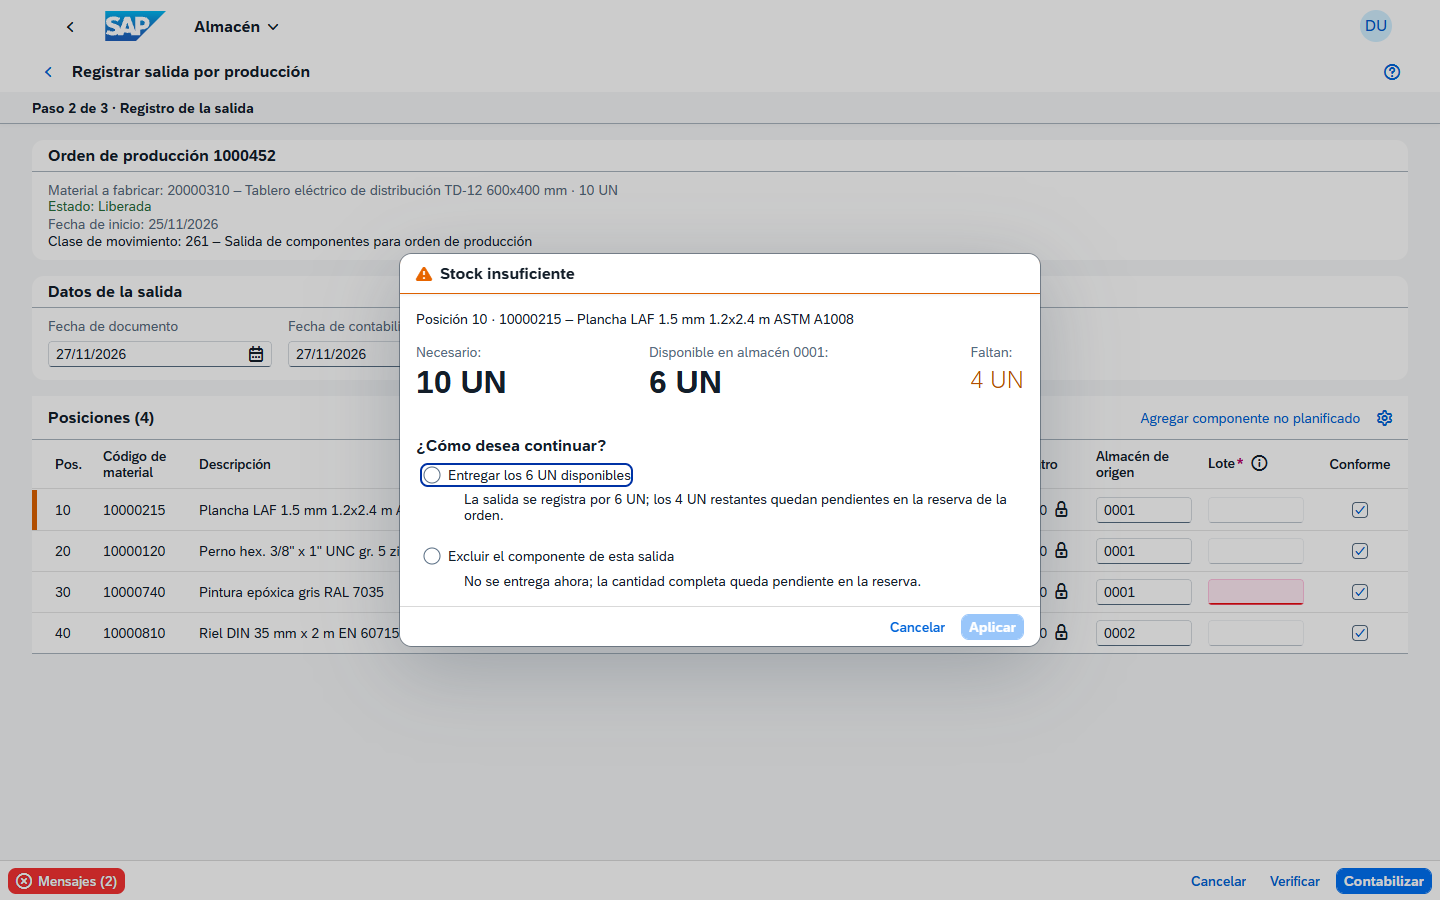 SAP
Almacén
DU
Registrar salida por producción
Paso 2 de 3 · Registro de la salida
Orden de producción 1000452
Material a fabricar: 20000310 – Tablero eléctrico de distribución TD-12 600x400 mm · 10 UN
Estado: Liberada
Fecha de inicio: 25/11/2026
Clase de movimiento: 261 – Salida de componentes para orden de producción
Datos de la salida
Fecha de documento
Fecha de contabili
27/11/2026
27/11/2026
Stock insuficiente
Posición 10 · 10000215 – Plancha LAF 1.5 mm 1.2x2.4 m ASTM A1008
Necesario:
10 UN
Disponible en almacén 0001:
6 UN
Faltan:
4 UN
¿Cómo desea continuar?
Entregar los 6 UN disponibles
La salida se registra por 6 UN; los 4 UN restantes quedan pendientes en la reserva de la
orden.
Excluir el componente de esta salida
No se entrega ahora; la cantidad completa queda pendiente en la reserva.
Cancelar Aplicar
Posiciones (4)
Agregar componente no planificado
Pos. Código de material Descripción tro Almacén de origen Lote* Conforme
10 10000215 Plancha LAF 1.5 mm 1.2x2.4 m A 0 0001
20 10000120 Perno hex. 3/8" x 1" UNC gr. 5 zi 0 0001
30 10000740 Pintura epóxica gris RAL 7035 0 0001
40 10000810 Riel DIN 35 mm x 2 m EN 60715 0 0002
Mensajes (2)
Cancelar Verificar Contabilizar